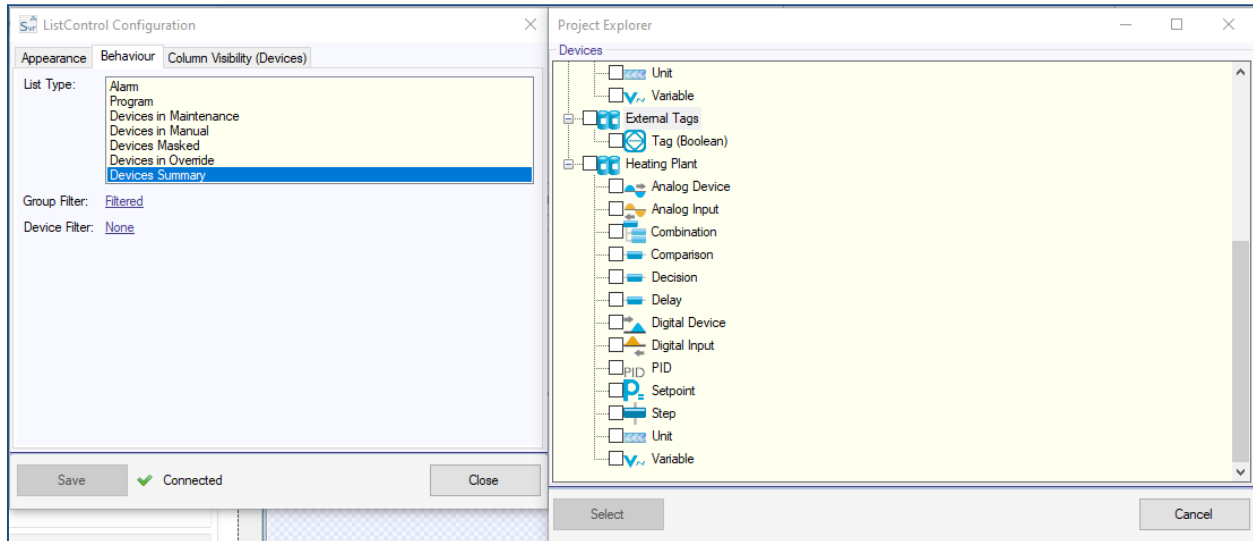 Svr ListControl Configuration
Appearance Behaviour Column Visibility (Devices)
List Type:
Alarm
Program
Devices in Maintenance
Devices in Manual
Devices Masked
Devices in Override
Devices Summary
Group Filter: Filtered
Device Filter: None
Save Connected Close
Project Explorer
Devices
Unit
Variable
External Tags
Tag (Boolean)
Heating Plant
Analog Device
Analog Input
Combination
Comparison
Decision
Delay
Digital Device
Digital Input
PID PID
P= Setpoint
Step
Unit
Variable
Select Cancel